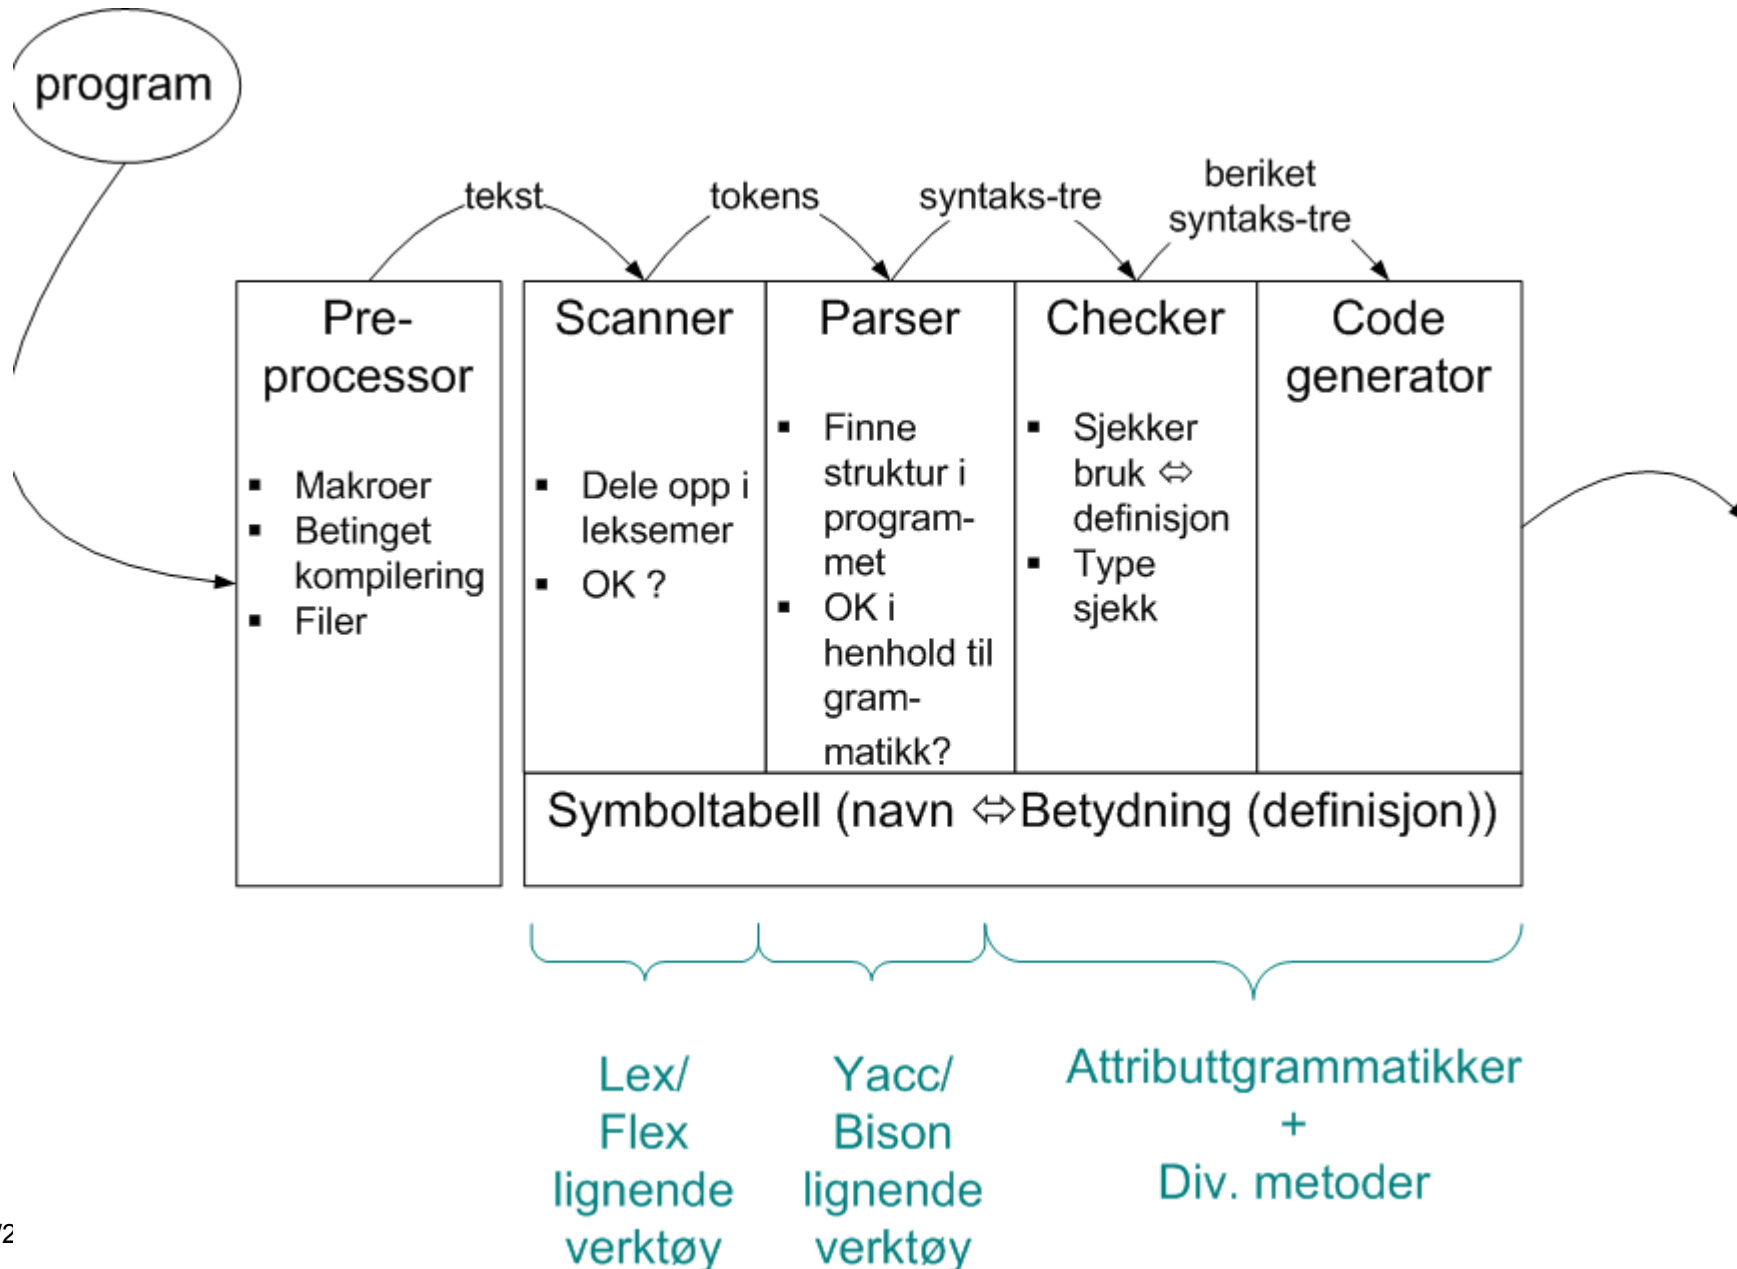 program
tekst
tokens
syntaks-tre
beriket
syntaks-tre
Pre-
processor
▪ Makroer
▪ Betinget
kompilering
▪ Filer
Scanner
▪ Dele opp i
leksemer
▪ OK ?
Parser
▪ Finne
struktur i
program-
met
▪ OK i
henhold til
gram-
matikk?
Checker
▪ Sjekker
bruk ⇔
definisjon
▪ Type
sjekk
Code
generator
Symboltabell (navn ⇔Betydning (definisjon))
Lex/
Flex
lignende
verktøy
Yacc/
Bison
lignende
verktøy
Attributtgrammatikker
+
Div. metoder
/2